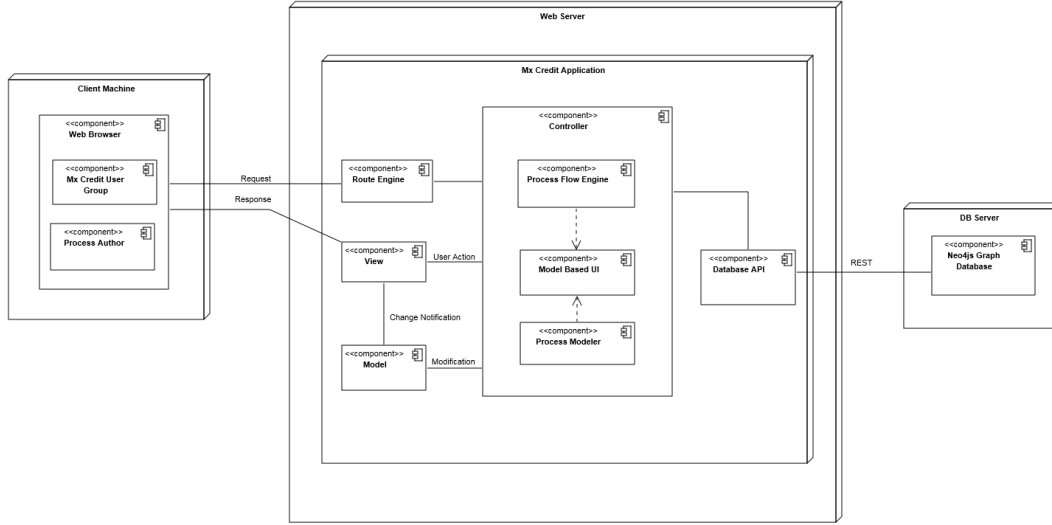 Web Server
Mx Credit Application
Client Machine
<<component>>
Web Browser
<<component>>
Mx Credit User
Group
<<component>>
Process Author
Request
Response
<<component>>
Route Engine
<<component>>
View
User Action
Change Notification
<<component>>
Model
Modification
<<component>>
Controller
<<component>>
Process Flow Engine
<<component>>
Model Based UI
<<component>>
Process Modeler
<<component>>
Database API
REST
DB Server
<<component>>
Neo4js Graph
Database